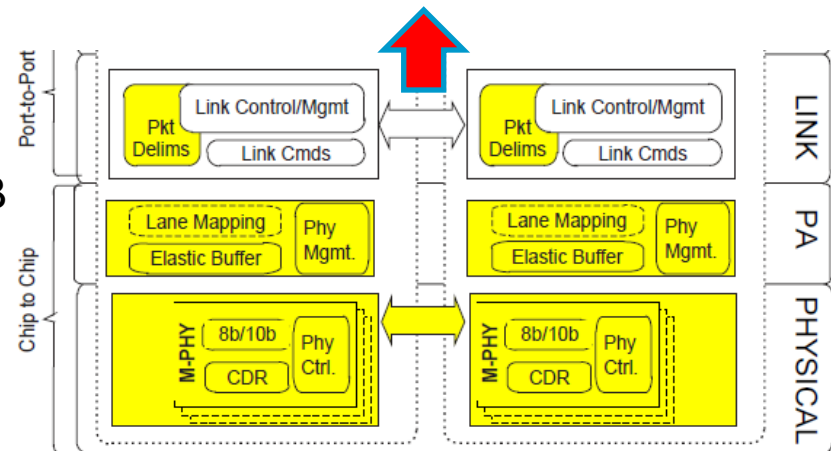 Port-to-Port
Link Control/Mgmt
Pkt
Delims
Link Cmds
Link Control/Mgmt
Pkt
Delims
Link Cmds
LINK
Lane Mapping
Elastic Buffer
Phy
Mgmt.
Lane Mapping
Elastic Buffer
Phy
Mgmt.
PA
Chip to Chip
M-PHY
8b/10b
CDR
Phy
Ctrl.
M-PHY
8b/10b
CDR
Phy
Ctrl.
PHYSICAL